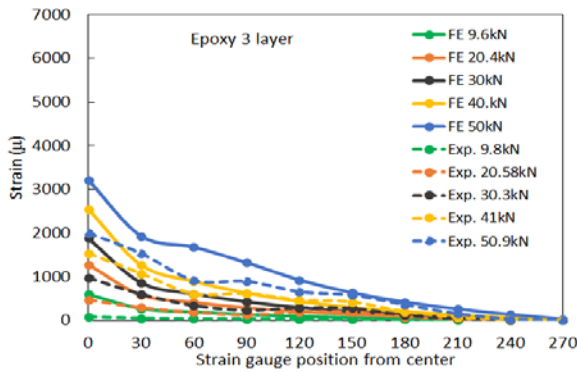 Epoxy 3 layer
FE 9.6kN
FE 20.4kN
FE 30kN
FE 40.kN
FE 50kN
Exp. 9.8kN
Exp. 20.58kN
Exp. 30.3kN
Exp. 41kN
Exp. 50.9kN
Strain (μ)
7000
6000
5000
4000
3000
2000
1000
0
0 30 60 90 120 150 180 210 240 270
Strain gauge position from center